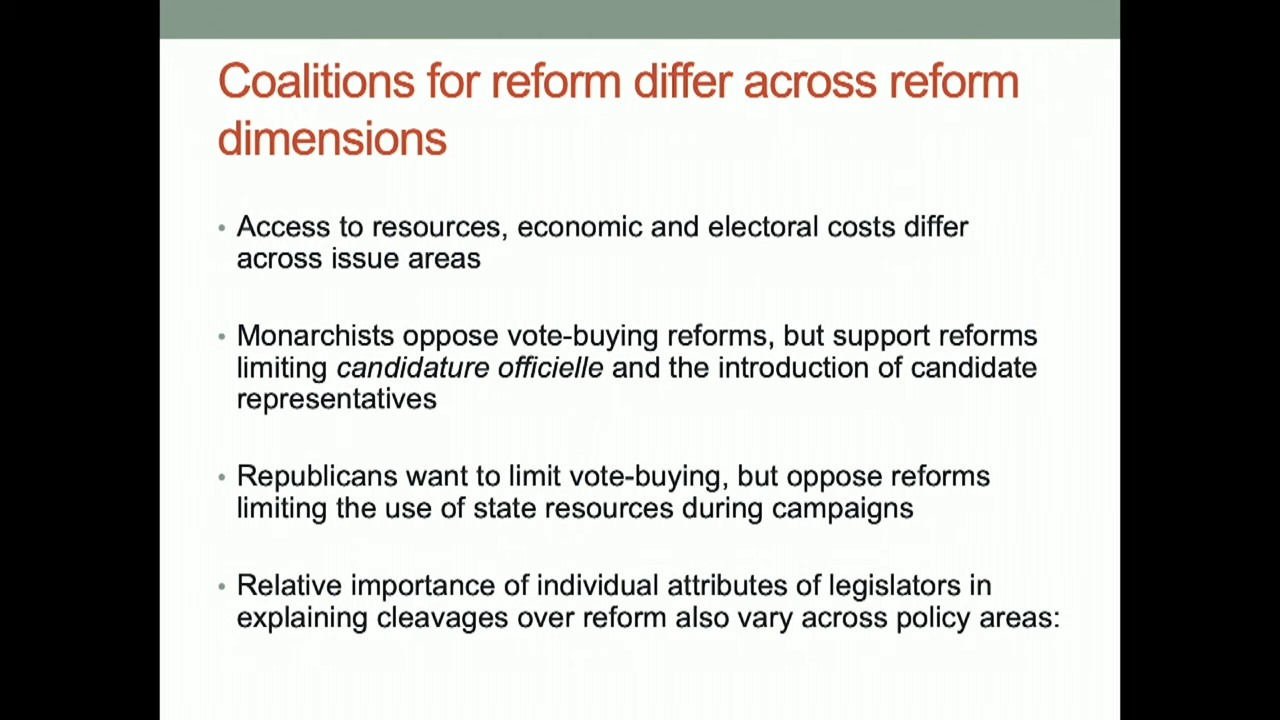 Coalitions for reform differ across reform
dimensions
• Access to resources, economic and electoral costs differ
across issue areas
• Monarchists oppose vote-buying reforms, but support reforms
limiting candidature officielle and the introduction of candidate
representatives
• Republicans want to limit vote-buying, but oppose reforms
limiting the use of state resources during campaigns
• Relative importance of individual attributes of legislators in
explaining cleavages over reform also vary across policy areas: